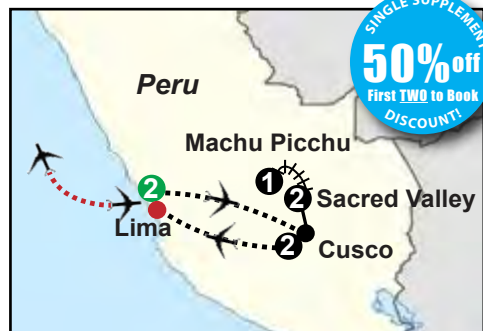 SINGLE SUPPLEMENT
50% off
First TWO to Book
DISCOUNT!
Peru
Machu Picchu
1
2
2 Sacred Valley
Lima
2 Cusco